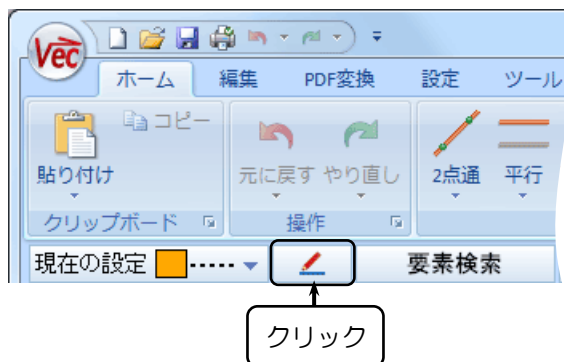 Vec
ホーム 編集 PDF変換 設定 ツール
コピー
貼り付け 元に戻す やり直し 2点通 平行
クリップボード 操作
現在の設定 要素検索
クリック